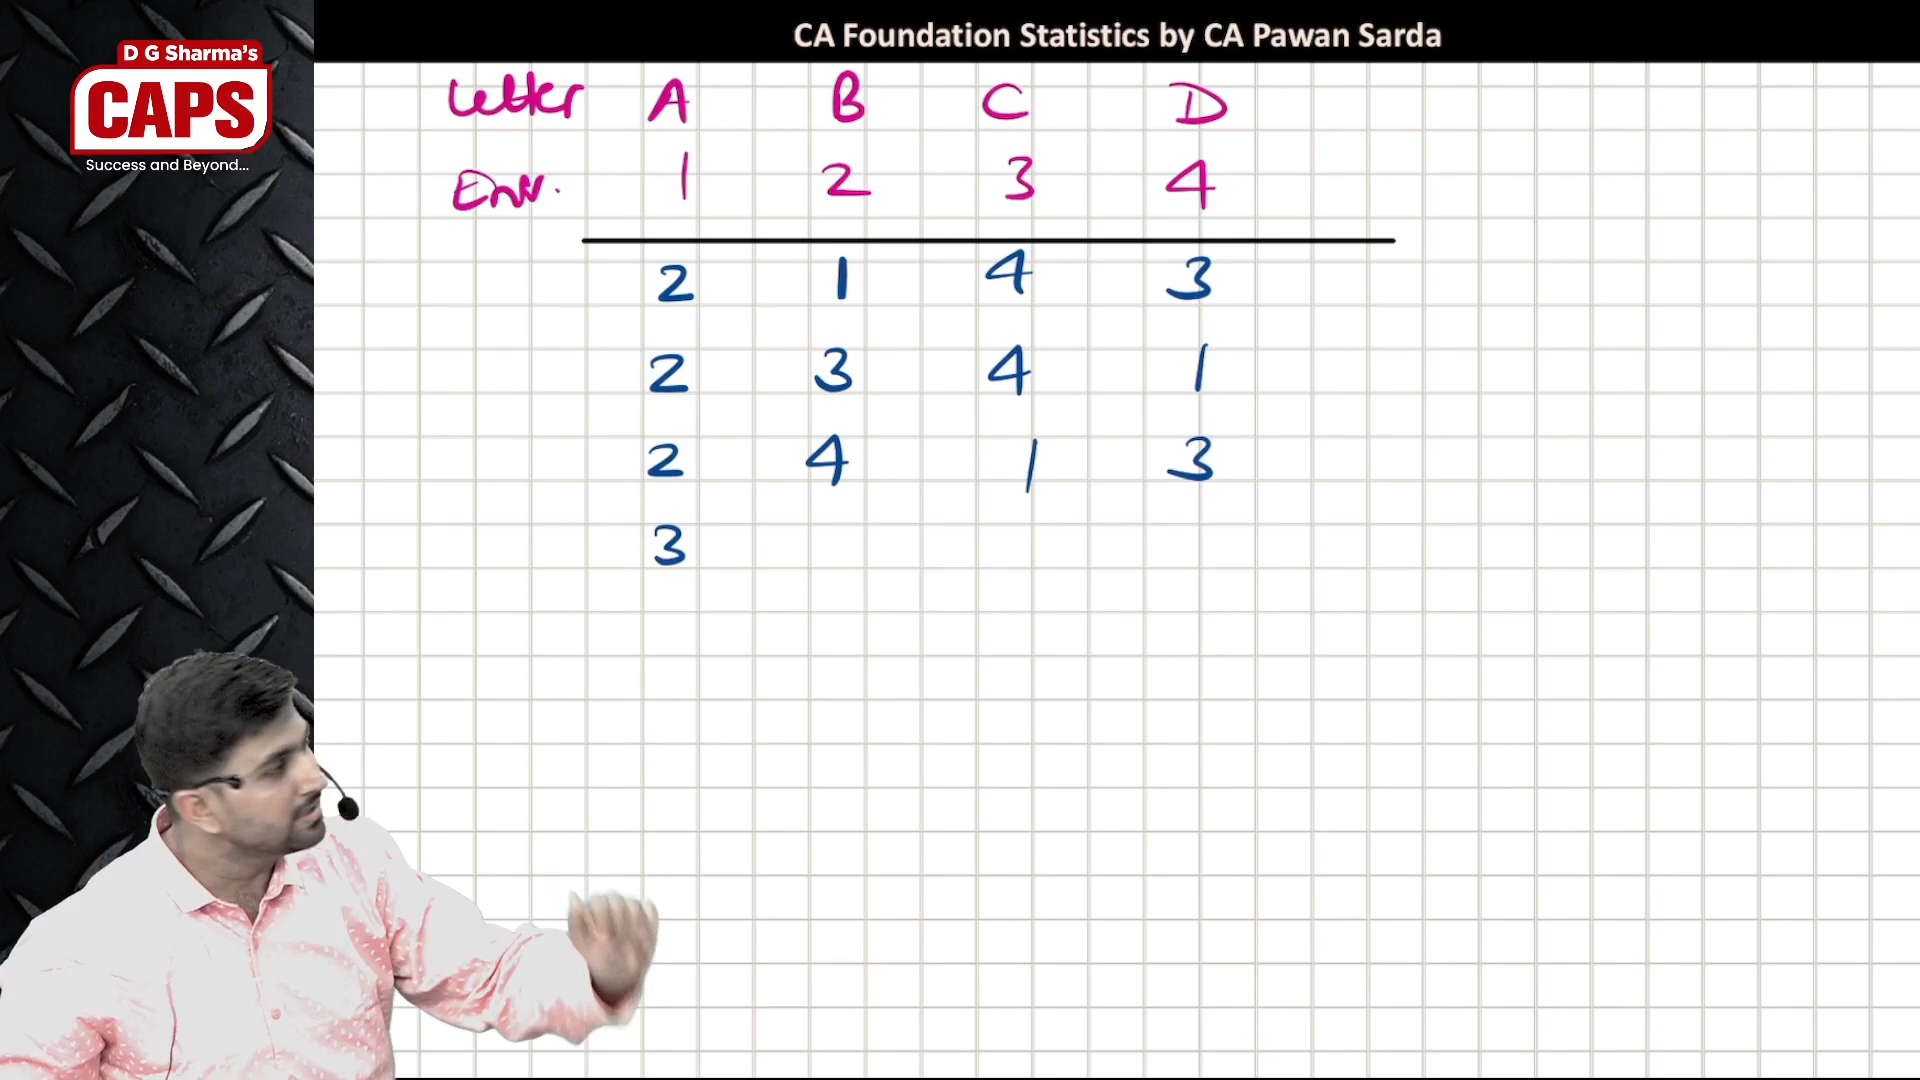 CA Foundation Statistics by CA Pawan Sarda
D G Sharma's
CAPS
Success and Beyond...
Letter A B C D
Env. 1 2 3 4
2 1 4 3
2 3 4 1
2 4 1 3
3